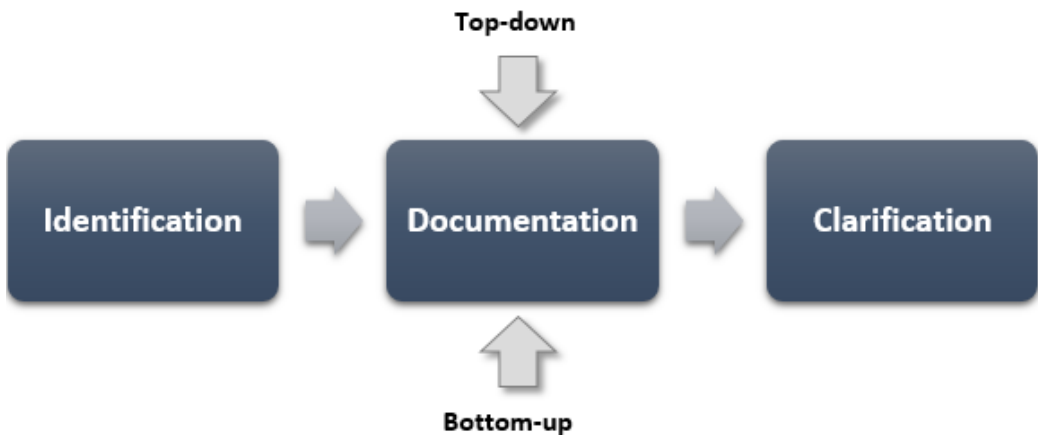 Top-down
Identification
Documentation
Clarification
Bottom-up